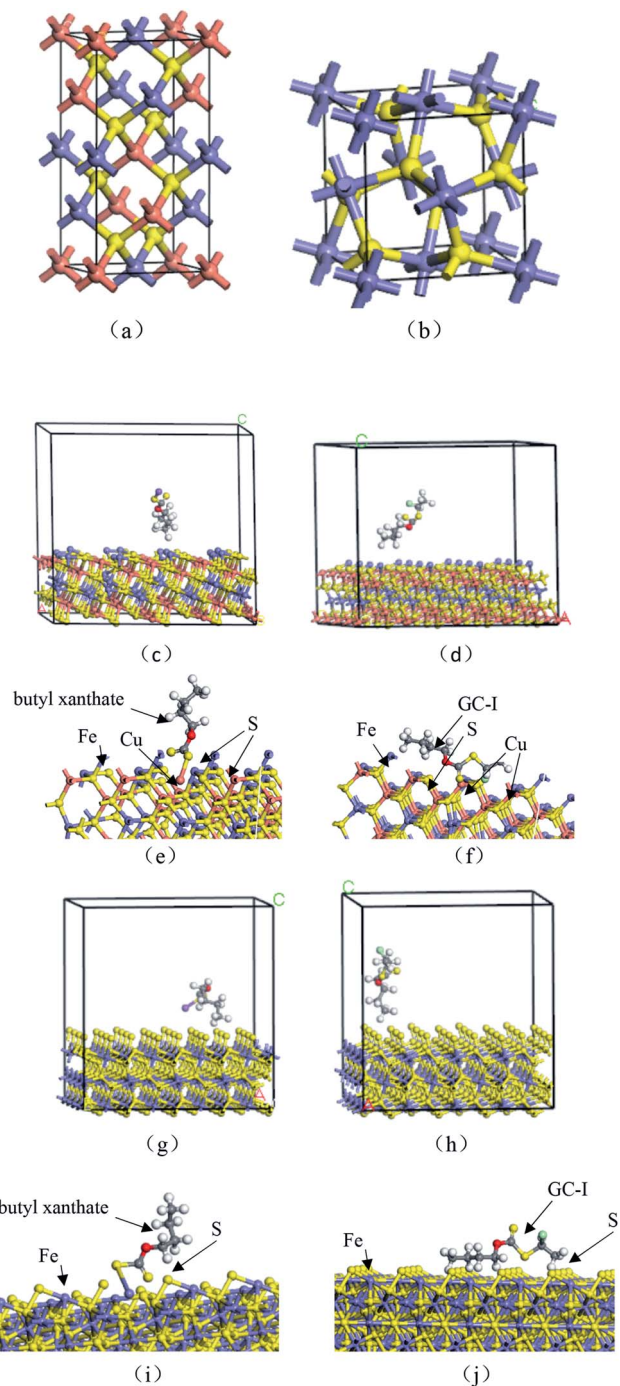 （a）
（b）
C
A
（c）
C
A
（d）
butyl xanthate
Fe
Cu
S
（e）
GC-I
Fe
S
Cu
（f）
C
A
（g）
C
（h）
butyl xanthate
S
Fe
（i）
GC-I
S
Fe
（j）